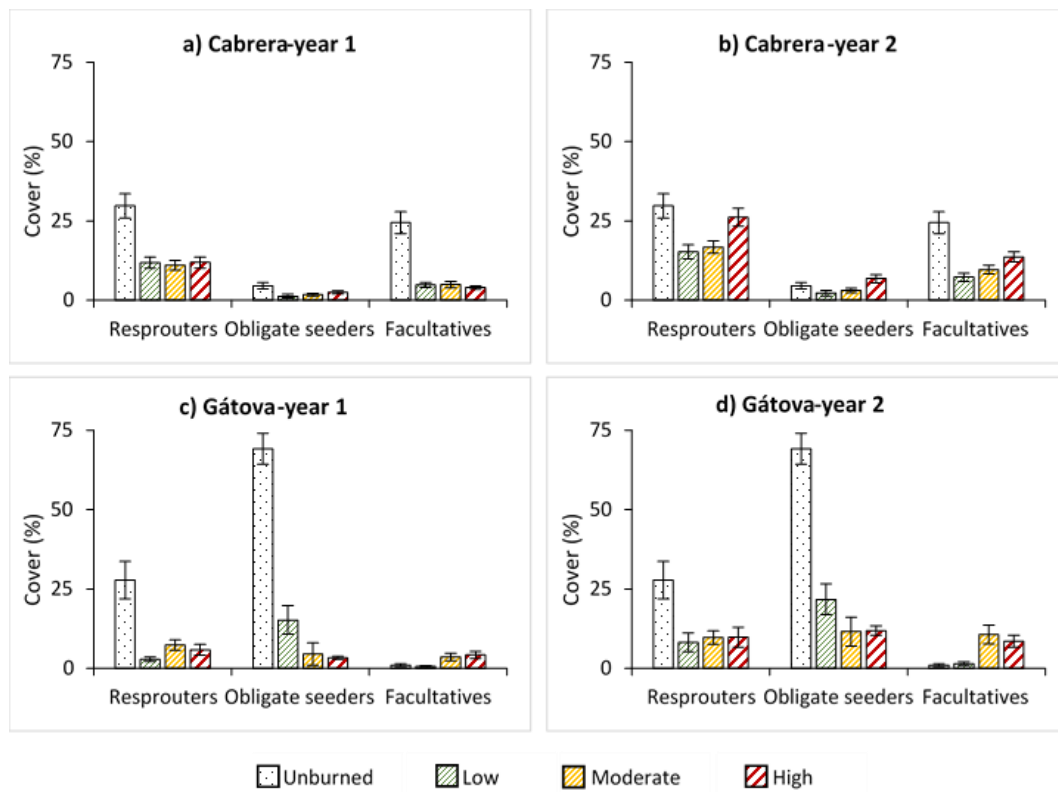 a) Cabrera-year 1
75
50
25
0
Cover (%)
Resprouters Obligate seeders Facultatives
b) Cabrera-year 2
75
50
25
0
Cover (%)
Resprouters Obligate seeders Facultatives
c) Gátova-year 1
75
50
25
0
Cover (%)
Resprouters Obligate seeders Facultatives
d) Gátova-year 2
75
50
25
0
Cover (%)
Resprouters Obligate seeders Facultatives
Unburned Low Moderate High